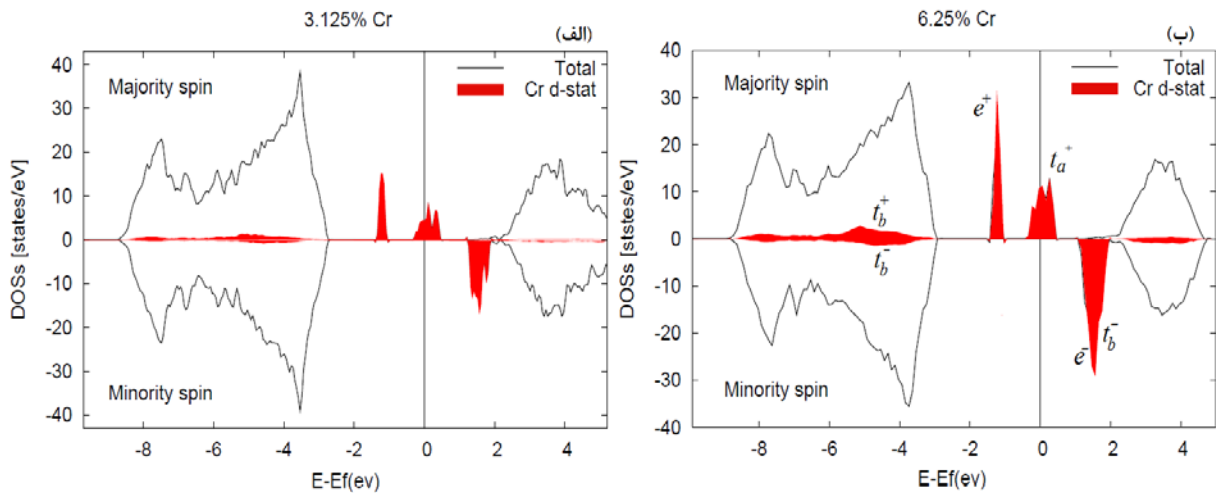 3.125% Cr
(الف)
Total
Cr d-stat
Majority spin
Minority spin
DOSs [states/eV]
40
30
20
10
0
-10
-20
-30
-40
-8
-6
-4
-2
0
2
4
E-Ef(ev)
6.25% Cr
(ب)
Total
Cr d-stat
Majority spin
Minority spin
e+
ta+
tb+
tb-
e-
tb-
DOSs [ststes/eV]
40
30
20
10
0
-10
-20
-30
-40
-8
-6
-4
-2
0
2
4
E-Ef(ev)